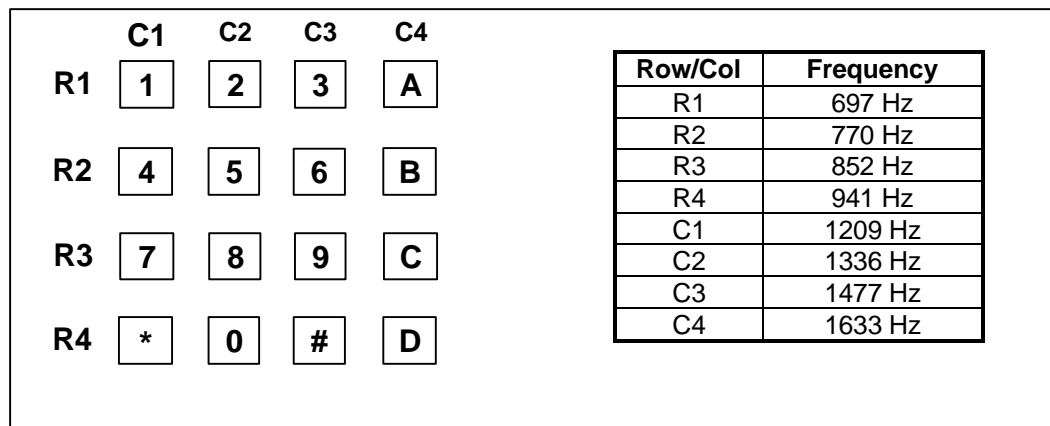 C1 C2 C3 C4
R1 1 2 3 A
R2 4 5 6 B
R3 7 8 9 C
R4 * 0 # D
Row/Col Frequency
R1 697 Hz
R2 770 Hz
R3 852 Hz
R4 941 Hz
C1 1209 Hz
C2 1336 Hz
C3 1477 Hz
C4 1633 Hz